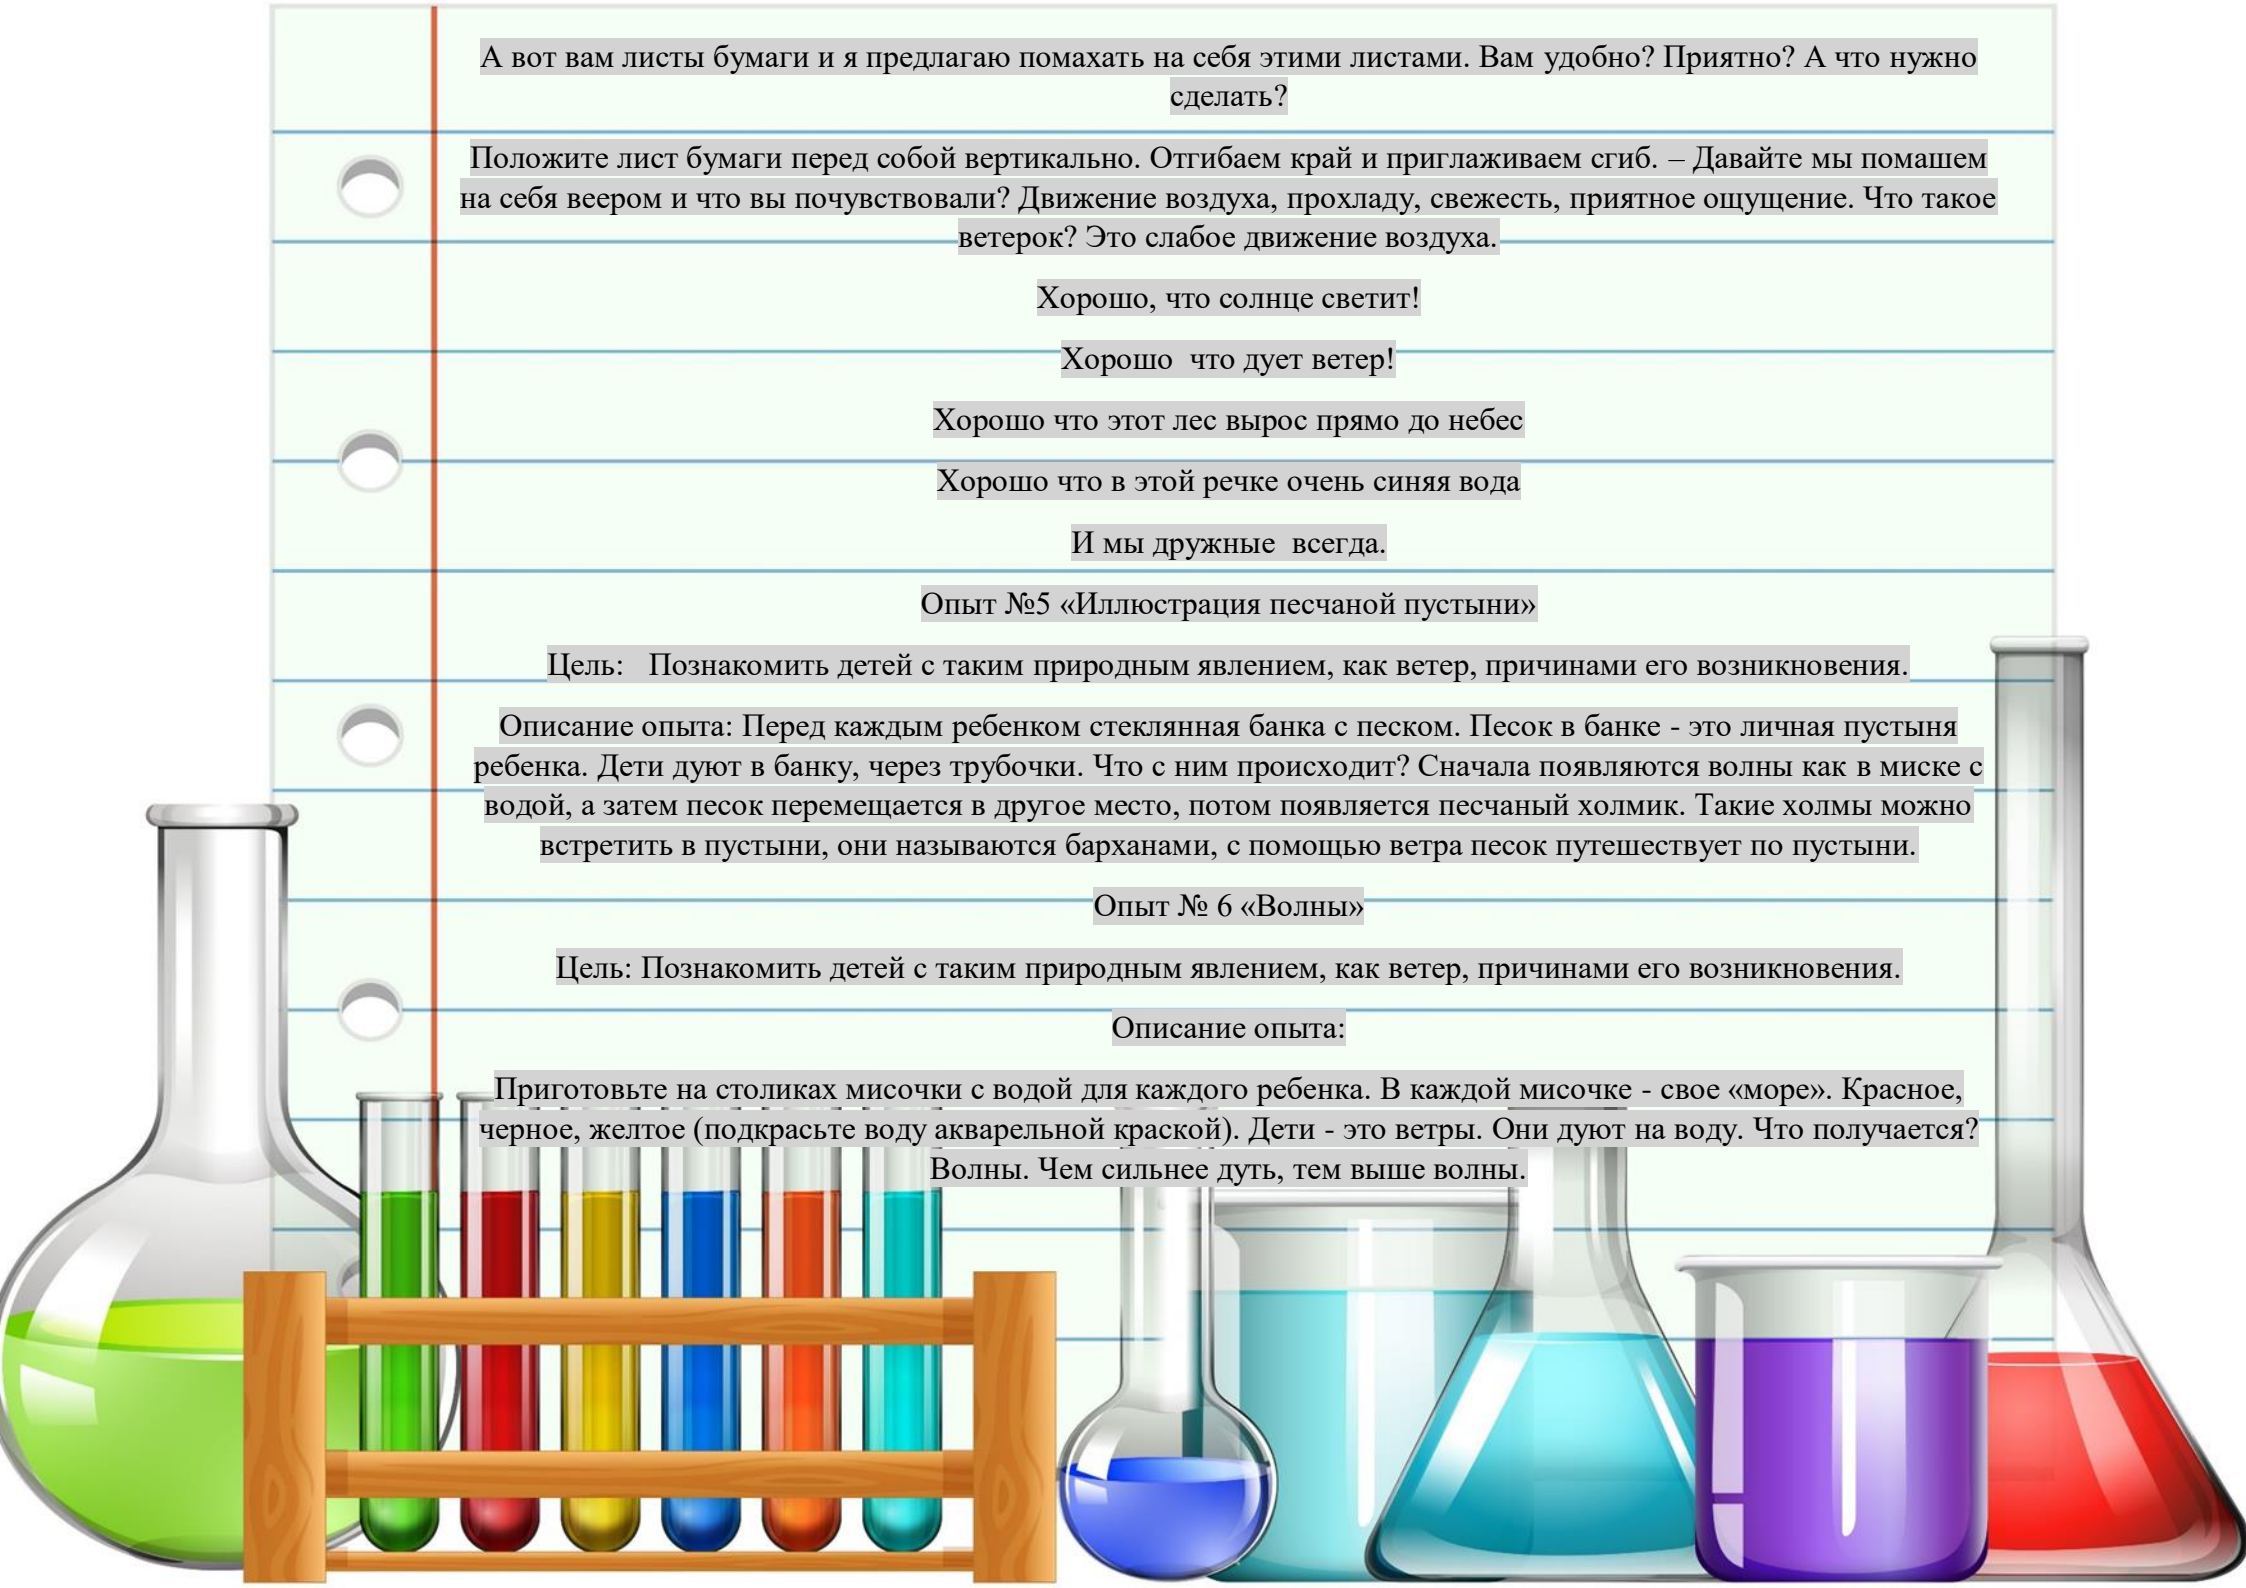 А вот вам листы бумаги и я предлагаю помахать на себя этими листами. Вам удобно? Приятно? А что нужно
сделать?
Положите лист бумаги перед собой вертикально. Отгибаем край и приглаживаем сгиб. – Давайте мы помашем
на себя веером и что вы почувствовали? Движение воздуха, прохладу, свежесть, приятное ощущение. Что такое
ветерок? Это слабое движение воздуха.
Хорошо, что солнце светит!
Хорошо  что дует ветер!
Хорошо что этот лес вырос прямо до небес
Хорошо что в этой речке очень синяя вода
И мы дружные  всегда.
Опыт №5 «Иллюстрация песчаной пустыни»
Цель:   Познакомить детей с таким природным явлением, как ветер, причинами его возникновения.
Описание опыта: Перед каждым ребенком стеклянная банка с песком. Песок в банке - это личная пустыня
ребенка. Дети дуют в банку, через трубочки. Что с ним происходит? Сначала появляются волны как в миске с
водой, а затем песок перемещается в другое место, потом появляется песчаный холмик. Такие холмы можно
встретить в пустыни, они называются барханами, с помощью ветра песок путешествует по пустыни.
Опыт № 6 «Волны»
Цель: Познакомить детей с таким природным явлением, как ветер, причинами его возникновения.
Описание опыта:
Приготовьте на столиках мисочки с водой для каждого ребенка. В каждой мисочке - свое «море». Красное,
черное, желтое (подкрасьте воду акварельной краской). Дети - это ветры. Они дуют на воду. Что получается?
Волны. Чем сильнее дуть, тем выше волны.